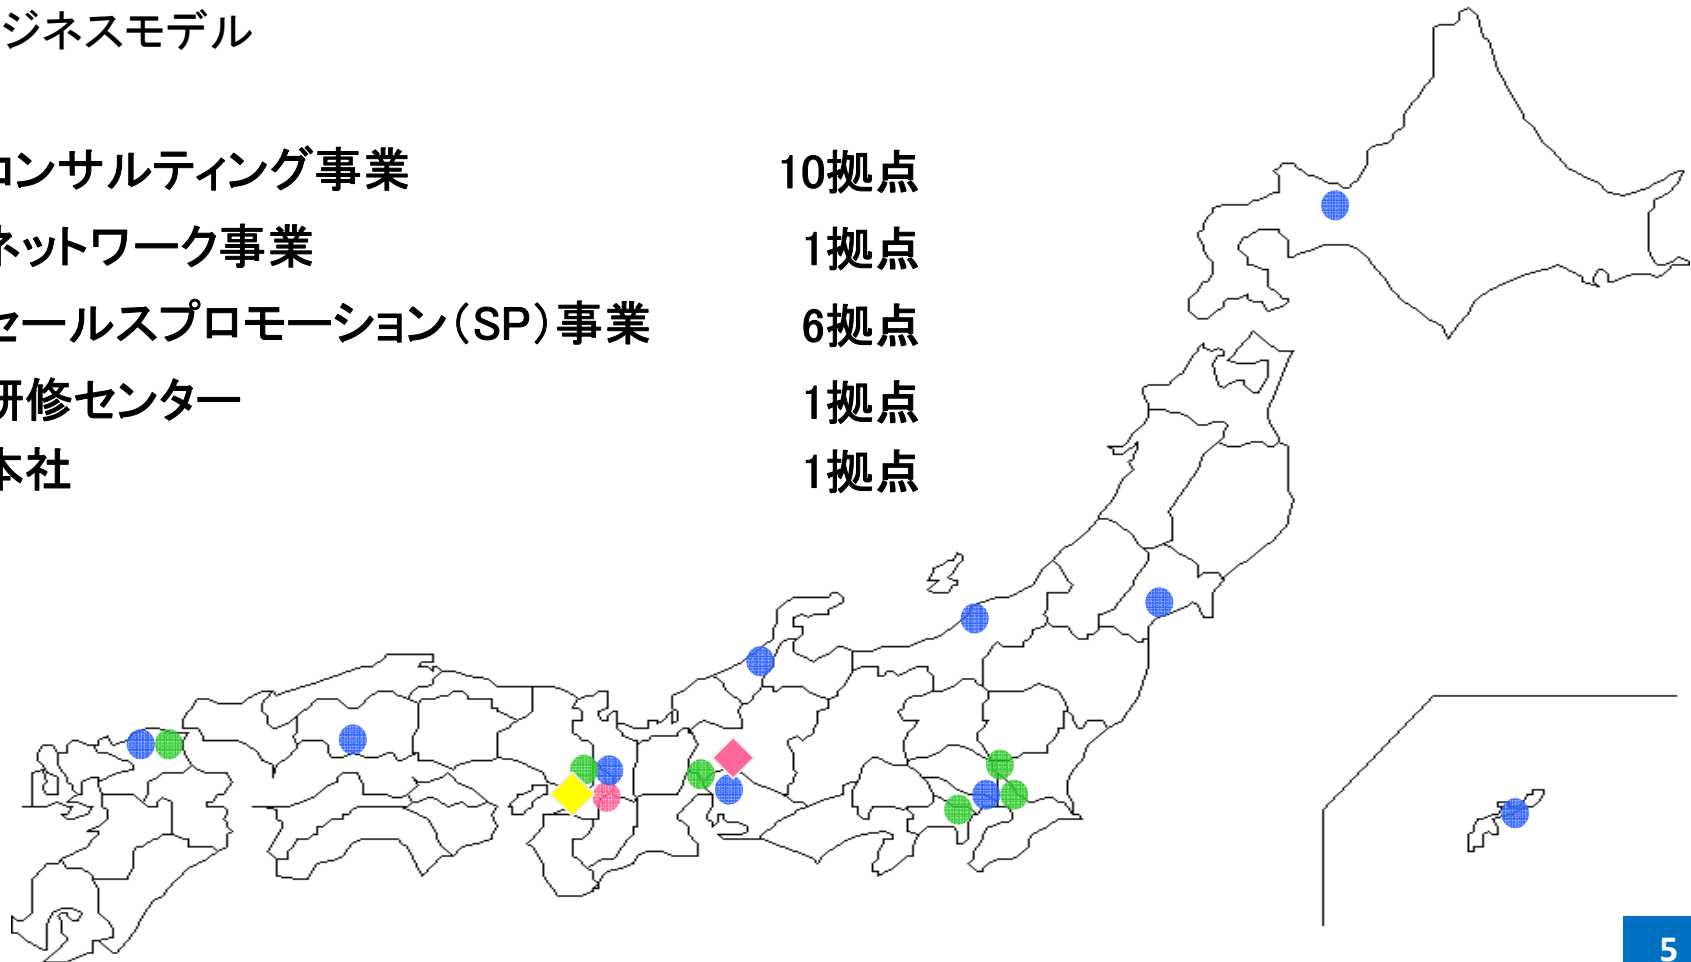 ジネスモデル
コンサルティング事業 10拠点
ネットワーク事業 1拠点
セールスプロモーション（SP）事業 6拠点
研修センター 1拠点
本社 1拠点
5